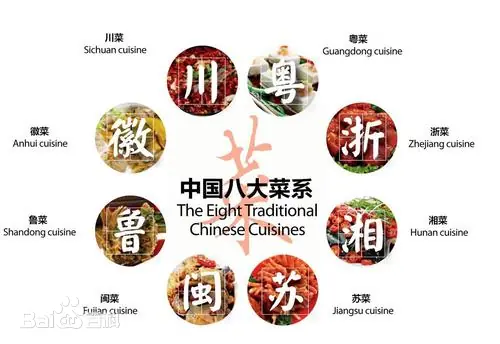 川菜
Sichuan cuisine
粤菜
Guangdong cuisine
川
粤
徽菜
Anhui cuisine
徽
浙
浙菜
Zhejiang cuisine
菜
中国八大菜系
The Eight Traditional
Chinese Cuisines
鲁菜
Shandong cuisine
鲁
湘
湘菜
Hunan cuisine
闽菜
Fujian cuisine
闽
苏
苏菜
Jiangsu cuisine
Bai百科